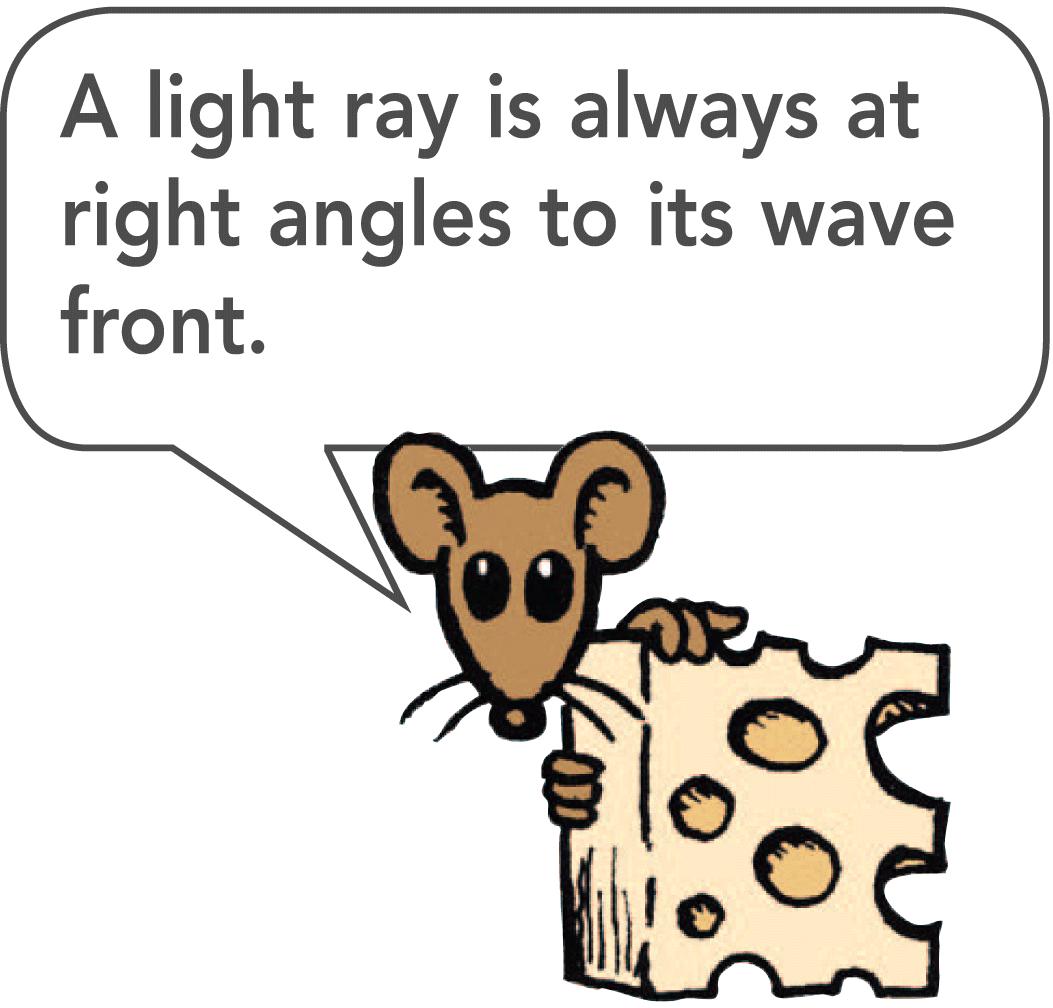 A light ray is always at
right angles to its wave
front.